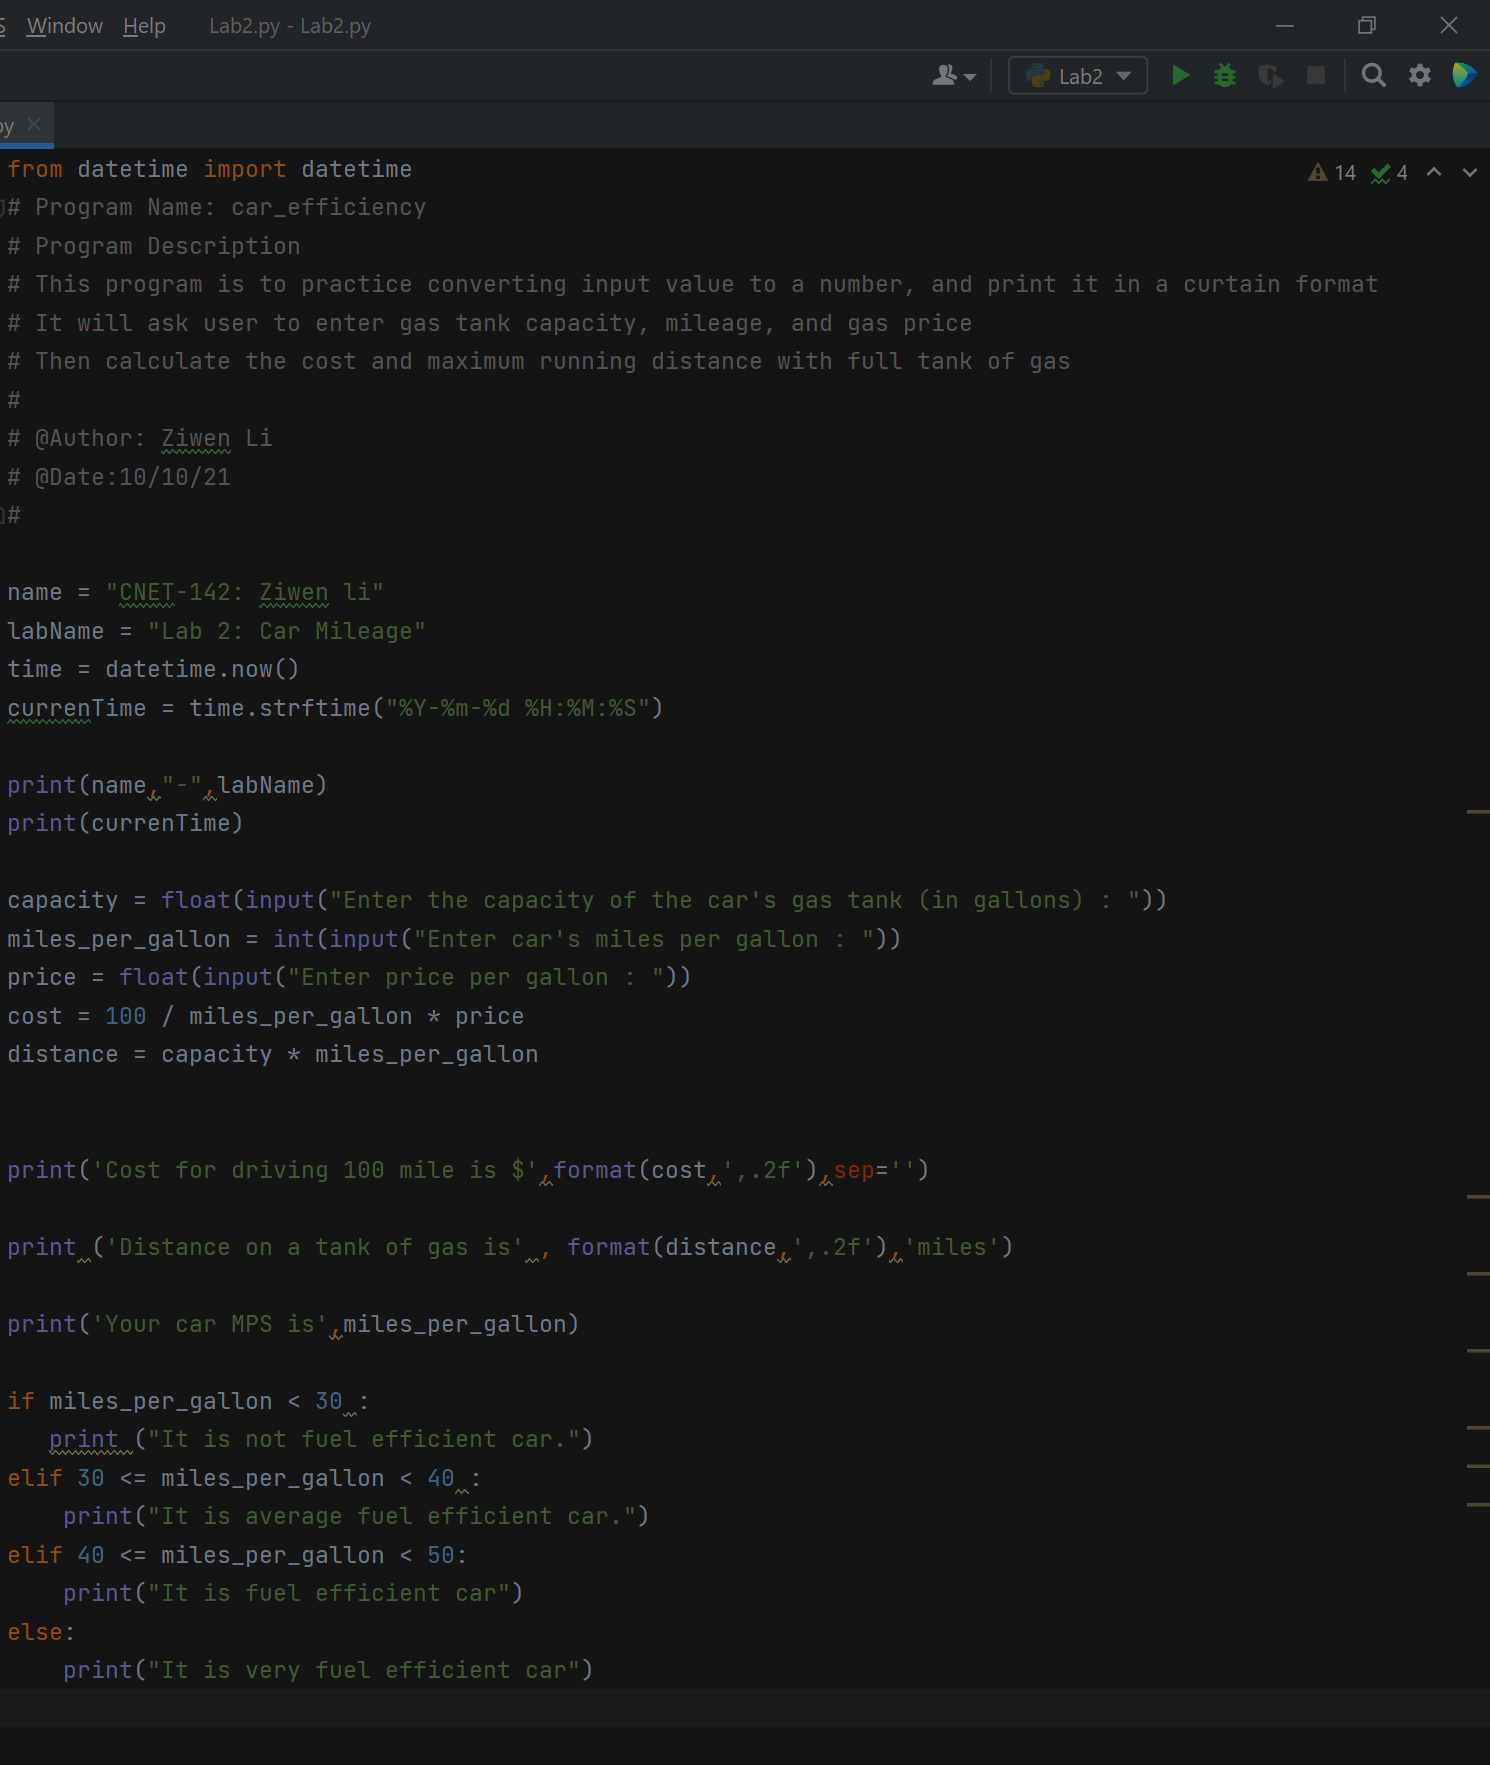 Window Help Lab2.py - Lab2.py
Lab2
py
14 4
from datetime import datetime
# Program Name: car_efficiency
# Program Description
# This program is to practice converting input value to a number, and print it in a curtain format
# It will ask user to enter gas tank capacity, mileage, and gas price
# Then calculate the cost and maximum running distance with full tank of gas
#
# @Author: Ziwen Li
# @Date:10/10/21
#
name = "CNET-142: Ziwen li"
labName = "Lab 2: Car Mileage"
time = datetime.now()
currenTime = time.strftime("%Y-%m-%d %H:%M:%S")
print(name,"-",labName)
print(currenTime)
capacity = float(input("Enter the capacity of the car's gas tank (in gallons) : "))
miles_per_gallon = int(input("Enter car's miles per gallon : "))
price = float(input("Enter price per gallon : "))
cost = 100 / miles_per_gallon * price
distance = capacity * miles_per_gallon
print('Cost for driving 100 mile is $',format(cost,',.2f'),sep='')
print ('Distance on a tank of gas is' , format(distance,',.2f'),'miles')
print('Your car MPS is',miles_per_gallon)
if miles_per_gallon < 30 :
   print ("It is not fuel efficient car.")
elif 30 <= miles_per_gallon < 40 :
    print("It is average fuel efficient car.")
elif 40 <= miles_per_gallon < 50:
    print("It is fuel efficient car")
else:
    print("It is very fuel efficient car")